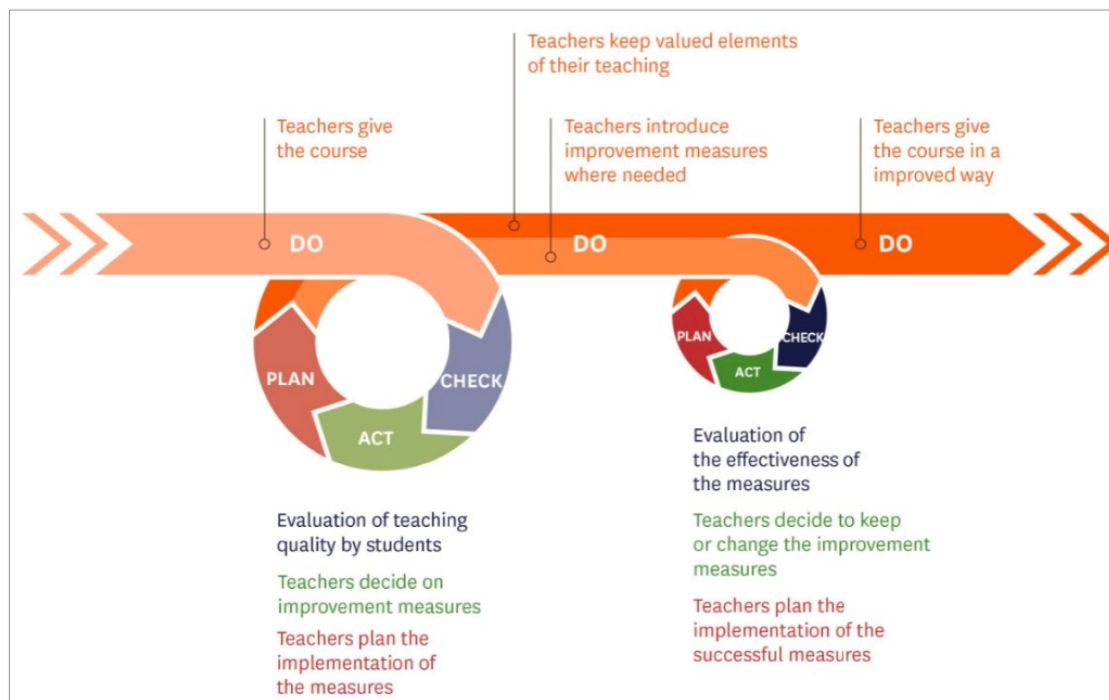 Teachers keep valued elements
of their teaching
Teachers give
the course
Teachers introduce
improvement measures
where needed
Teachers give
the course in a
improved way
DO
DO
DO
PLAN
CHECK
ACT
PLAN
CHECK
ACT
Evaluation of teaching
quality by students
Teachers decide on
improvement measures
Teachers plan the
implementation of
the measures
Evaluation of
the effectiveness of
the measures
Teachers decide to keep
or change the improvement
measures
Teachers plan the
implementation of the
successful measures